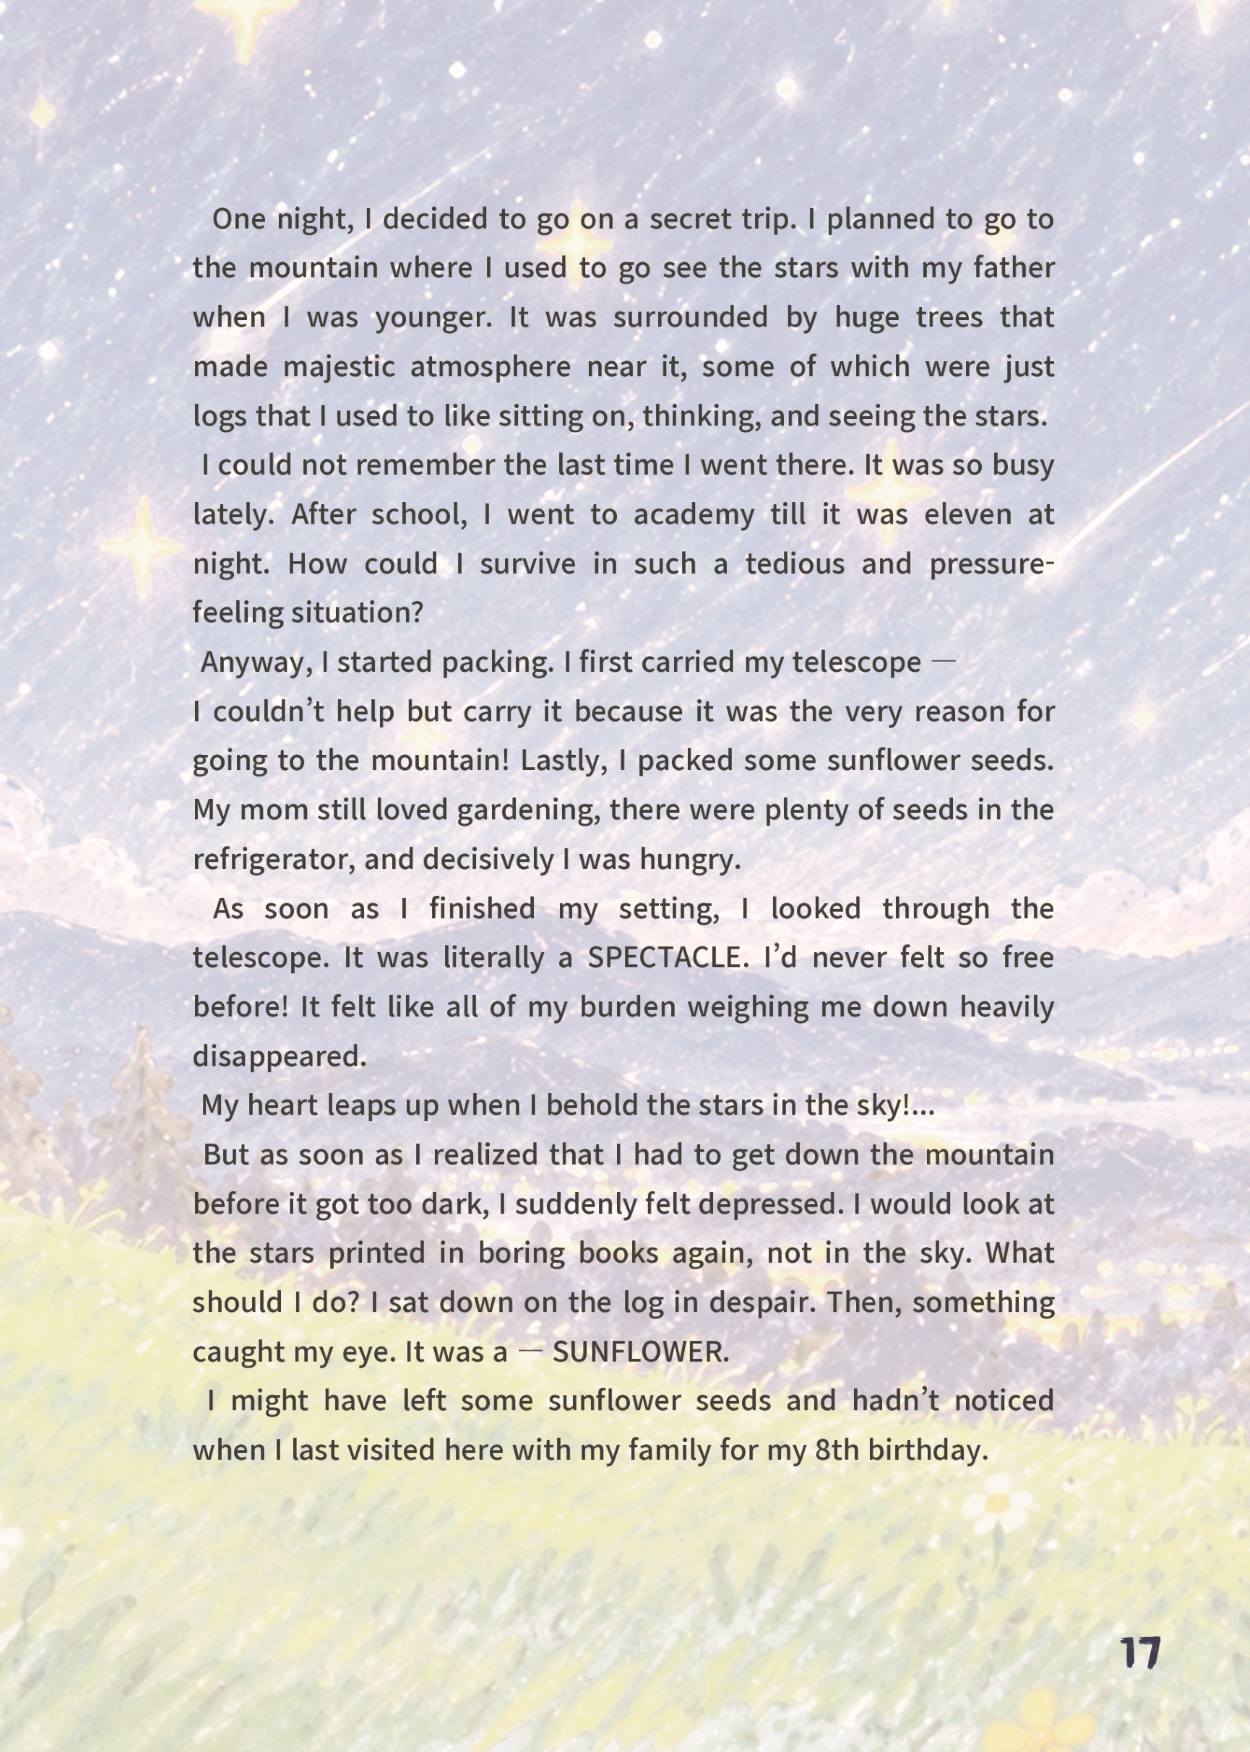 One night, I decided to go on a secret trip. I planned to go to
the mountain where I used to go see the stars with my father
when I was younger. It was surrounded by huge trees that
made majestic atmosphere near it, some of which were just
logs that I used to like sitting on, thinking, and seeing the stars.
I could not remember the last time I went there. It was so busy
lately. After school, I went to academy till it was eleven at
night. How could I survive in such a tedious and pressure-
feeling situation?
Anyway, I started packing. I first carried my telescope —
I couldn’t help but carry it because it was the very reason for
going to the mountain! Lastly, I packed some sunflower seeds.
My mom still loved gardening, there were plenty of seeds in the
refrigerator, and decisively I was hungry.
As soon as I finished my setting, I looked through the
telescope. It was literally a SPECTACLE. I’d never felt so free
before! It felt like all of my burden weighing me down heavily
disappeared.
My heart leaps up when I behold the stars in the sky!...
But as soon as I realized that I had to get down the mountain
before it got too dark, I suddenly felt depressed. I would look at
the stars printed in boring books again, not in the sky. What
should I do? I sat down on the log in despair. Then, something
caught my eye. It was a — SUNFLOWER.
I might have left some sunflower seeds and hadn’t noticed
when I last visited here with my family for my 8th birthday.
17